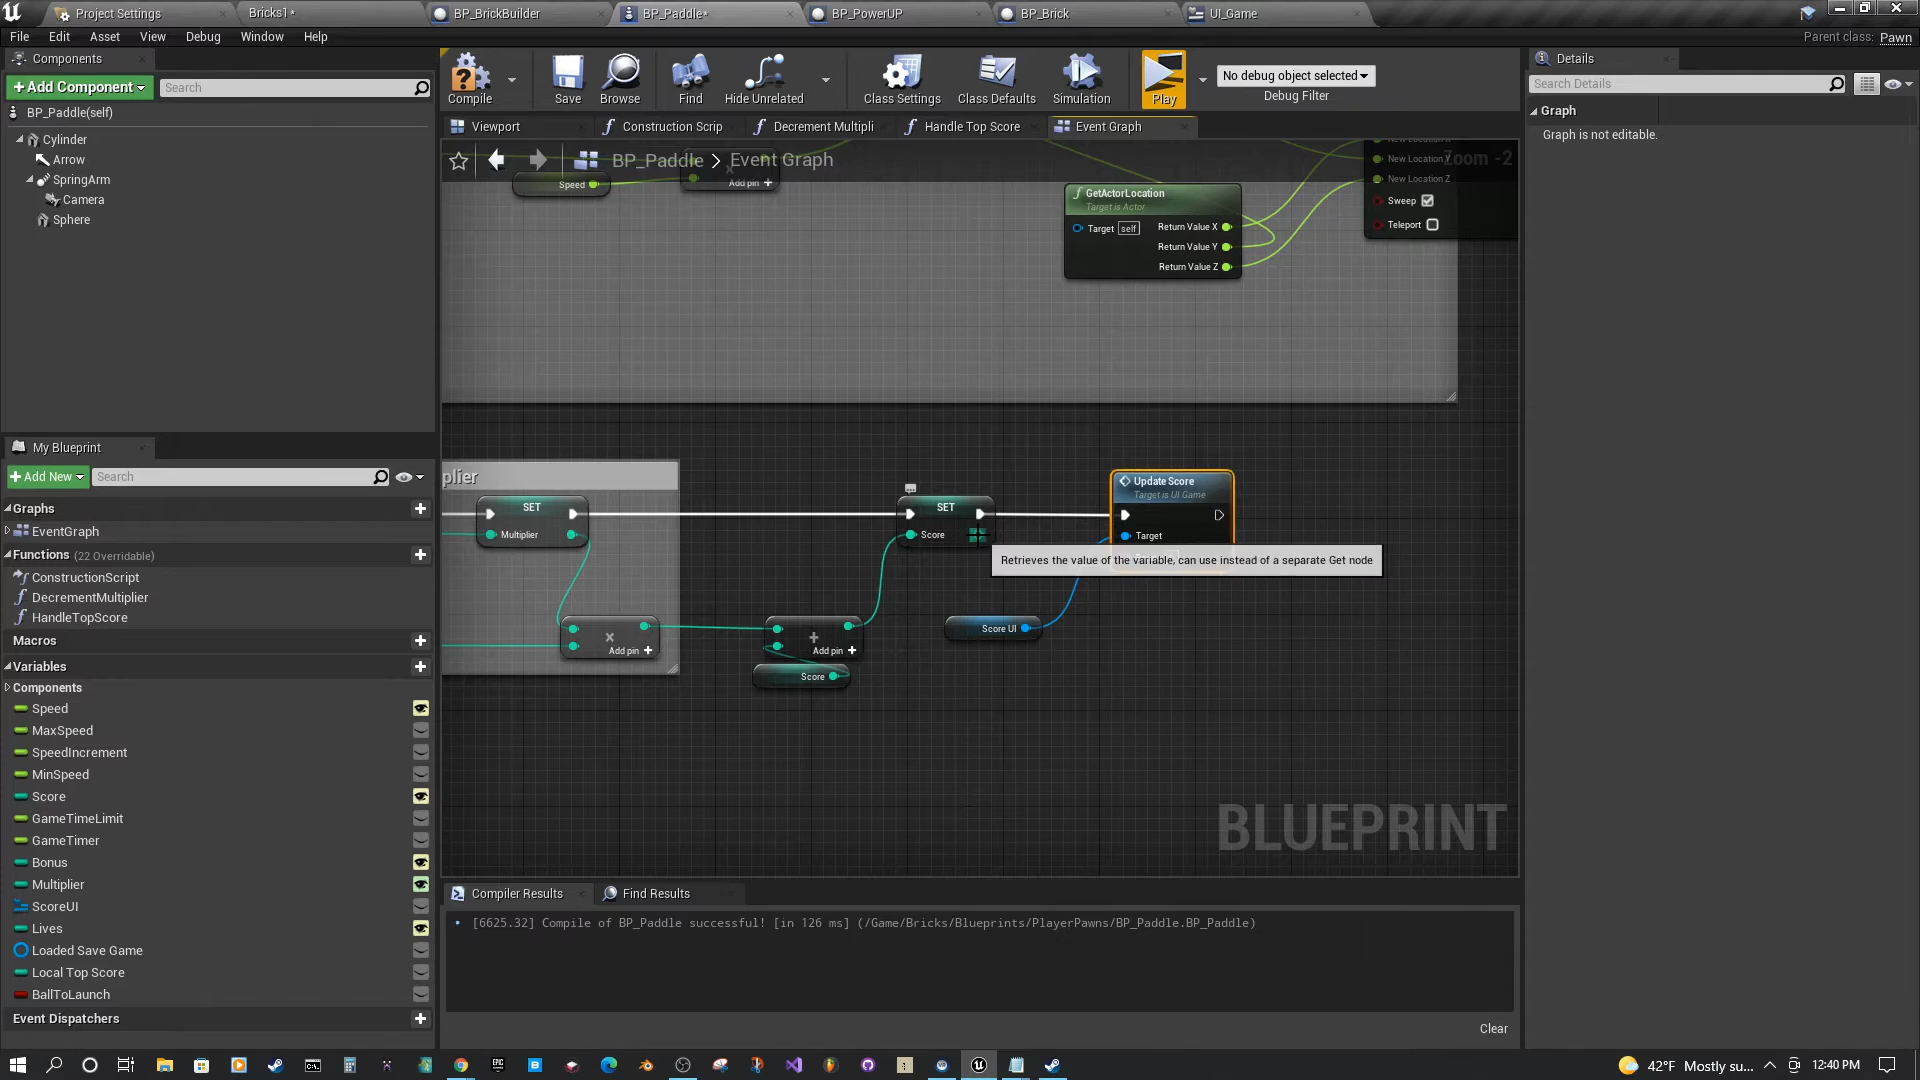 Project Settings
Bricks1*
BP_BrickBuilder
BP_Paddle*
BP_PowerUP
BP_Brick
UI_Game
File Edit Asset View Debug Window Help
Parent class: Pawn
Components
+Add Component
Search
BP_Paddle(self)
Cylinder
Arrow
SpringArm
Camera
Sphere
Compile
Save
Browse
Find
Hide Unrelated
Class Settings
Class Defaults
Simulation
Play
No debug object selected
Debug Filter
Viewport
Construction Scrip
Decrement Multipli
Handle Top Score
Event Graph
BP_Paddle > Event Graph
Zoom -2
Speed
Add pin +
GetActorLocation
Target is Actor
Target self
Return Value X
Return Value Y
Return Value Z
New Location Y
New Location Z
Sweep
Teleport
plier
SET
Multiplier
×
Add pin +
+
Add pin +
Score
SET
Score
Score UI
Update Score
Target is UI Game
Target
Retrieves the value of the variable, can use instead of a separate Get node
BLUEPRINT
My Blueprint
+Add New
Search
Graphs
EventGraph
Functions (22 Overridable)
ConstructionScript
DecrementMultiplier
HandleTopScore
Macros
Variables
Components
Speed
MaxSpeed
SpeedIncrement
MinSpeed
Score
GameTimeLimit
GameTimer
Bonus
Multiplier
ScoreUI
Lives
Loaded Save Game
Local Top Score
BallToLaunch
Event Dispatchers
Compiler Results
Find Results
[6625.32] Compile of BP_Paddle successful! [in 126 ms] (/Game/Bricks/Blueprints/PlayerPawns/BP_Paddle.BP_Paddle)
Clear
Details
Search Details
Graph
Graph is not editable.
42°F Mostly su...
12:40 PM